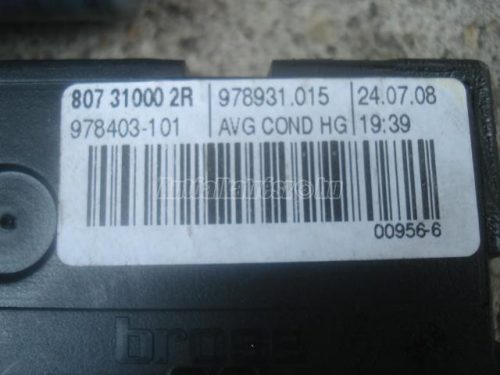 807 31000 2R 978931.015 24.07.08
978403-101 AVG COND HG 19:39
00956-6
brose